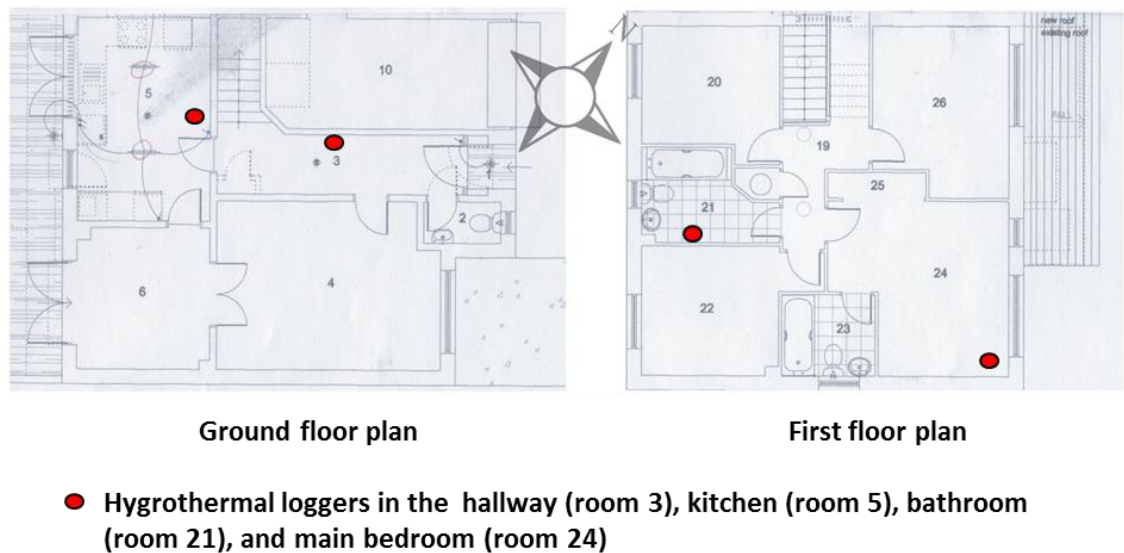 N
new roof
existing roof
10
5
3
2
4
6
20
26
FALL
19
25
21
24
22
23
Ground floor plan
First floor plan
Hygrothermal loggers in the hallway (room 3), kitchen (room 5), bathroom
(room 21), and main bedroom (room 24)